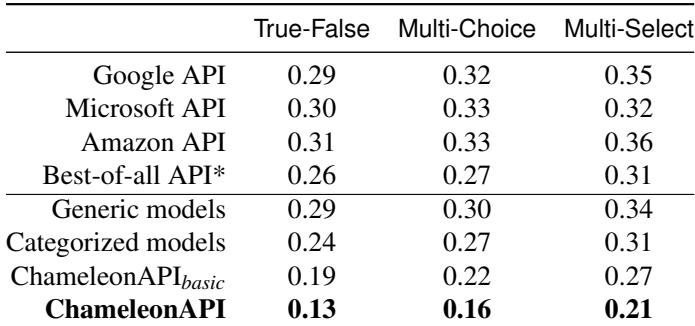 True-False Multi-Choice Multi-Select
Google API 0.29 0.32 0.35
Microsoft API 0.30 0.33 0.32
Amazon API 0.31 0.33 0.36
Best-of-all API* 0.26 0.27 0.31
Generic models 0.29 0.30 0.34
Categorized models 0.24 0.27 0.31
ChameleonAPIbasic 0.19 0.22 0.27
ChameleonAPI 0.13 0.16 0.21